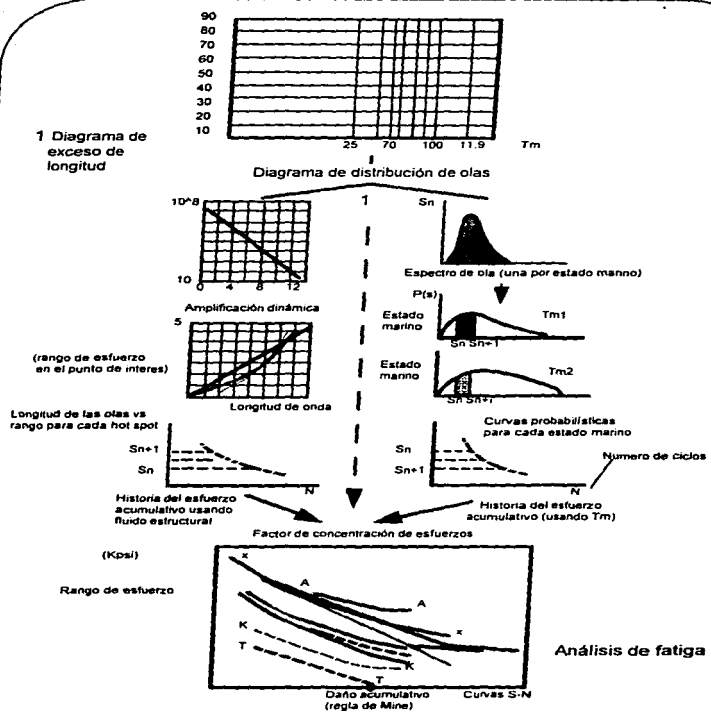 90
80
70
60
50
40
30
20
10
25 70 100 11.9 Tm
1 Diagrama de
exceso de
longitud
Diagrama de distribución de olas
10^8
10
0 4 8 12
1
Sn
Espectro de ola (una por estado marino)
Amplificación dinámica
5
(rango de esfuerzo
en el punto de interes)
Longitud de onda
P(s)
Estado
marino
Tm1
Sn Sn+1
Estado
marino
Tm2
Sn Sn+1
Longitud de las olas vs
rango para cada hot spot
Sn+1
Sn
N
Curvas probabilísticas
para cada estado marino
Sn
Sn+1
N
Numero de ciclos
Historia del esfuerzo
acumulativo usando
fluido estructural
Historia del esfuerzo
acumulativo (usando Tm)
Factor de concentración de esfuerzos
(Kpsi)
Rango de esfuerzo
x
A
A
x
K
K
T
T
Análisis de fatiga
Daño acumulativo
(regla de Mine)
Curvas S-N